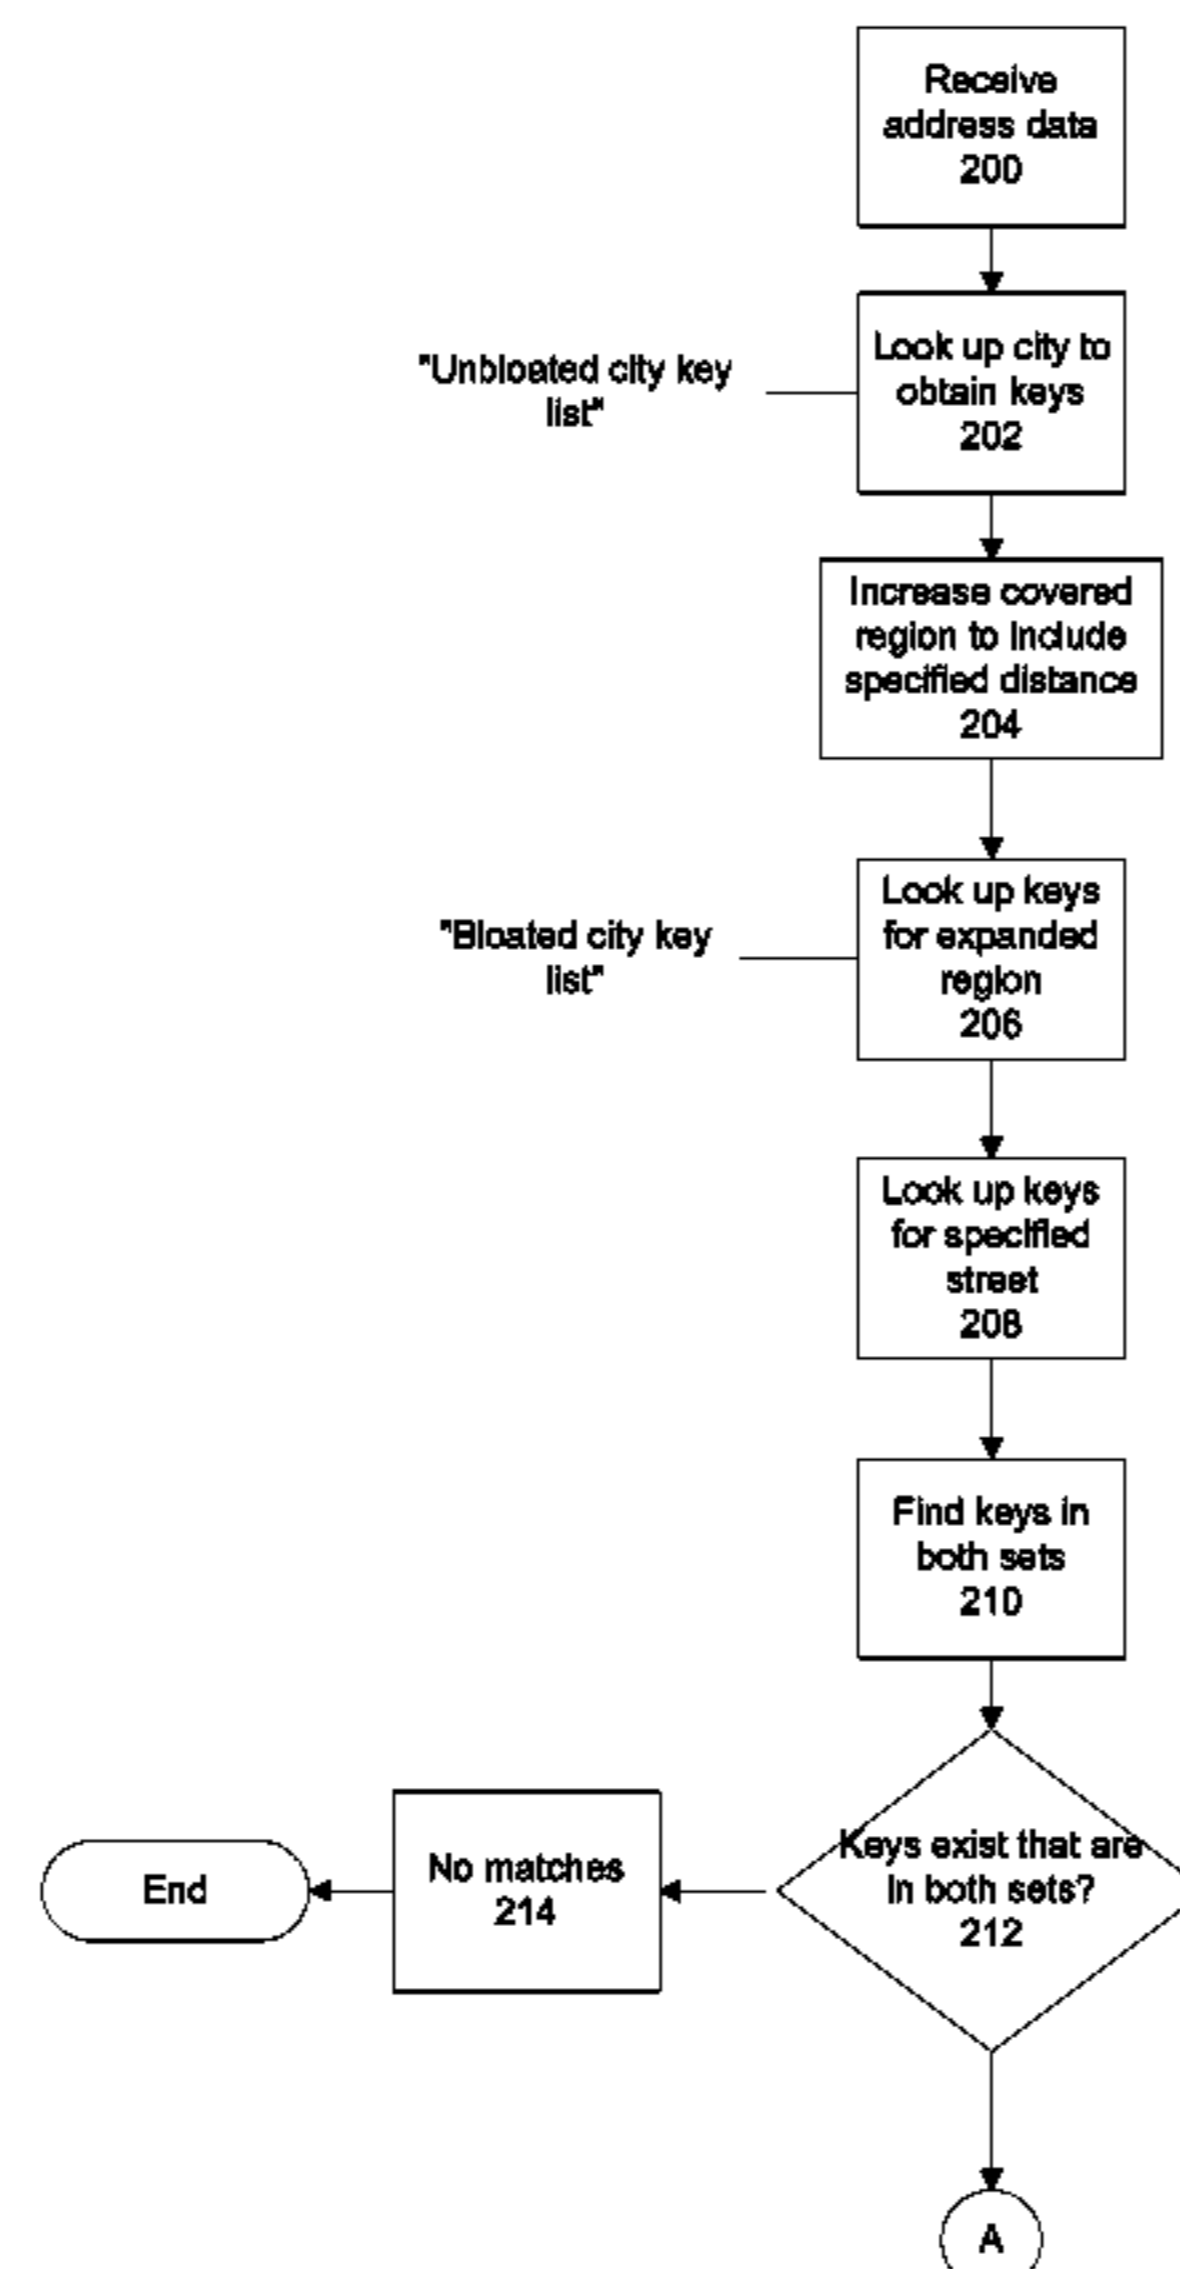 Receive
address data
200
"Unbloated city key
list"
Look up city to
obtain keys
202
Increase covered
region to include
specified distance
204
"Bloated city key
list"
Look up keys
for expanded
region
206
Look up keys
for specified
street
208
Find keys in
both sets
210
Keys exist that are
in both sets?
212
No matches
214
End
A